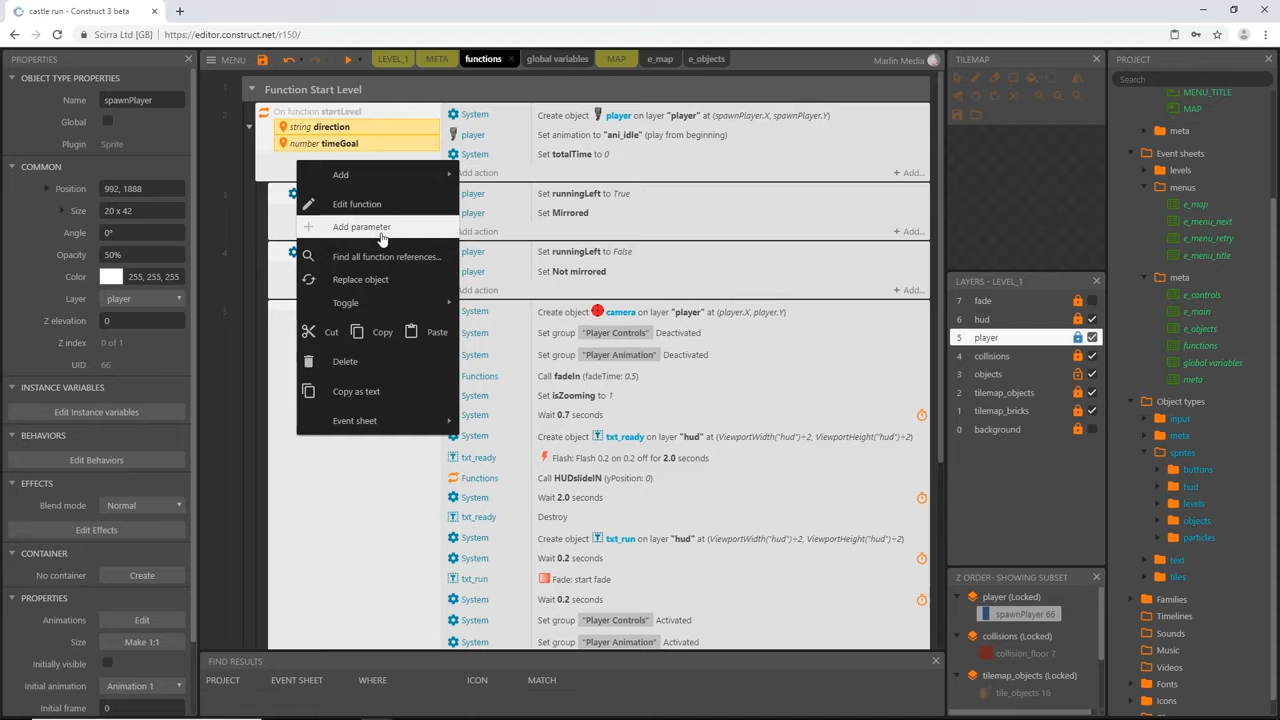 castle run - Construct 3 beta
Scirra Ltd [GB] | https://editor.construct.net/r150/
PROPERTIES
OBJECT TYPE PROPERTIES
Name spawnPlayer
Global
Plugin Sprite
COMMON
Position 992, 1888
Size 20 x 42
Angle 0°
Opacity 50%
Color 255, 255, 255
Layer player
Z elevation 0
Z index 0 of 1
UID 66
INSTANCE VARIABLES
Edit Instance variables
BEHAVIORS
Edit Behaviors
EFFECTS
Blend mode Normal
Edit Effects
CONTAINER
No container Create
PROPERTIES
Animations Edit
Size Make 1:1
Initially visible
Initial animation Animation 1
Initial frame 0
MENU
LEVEL_1 META functions global variables MAP e_map e_objects
Marlin Media
1 Function Start Level
2 On function startLevel
string direction
number timeGoal
System Create object player on layer "player" at (spawnPlayer.X, spawnPlayer.Y)
player Set animation to "ani_idle" (play from beginning)
System Set totalTime to 0
dd action Add...
3 player Set runningLeft to True
player Set Mirrored
dd action Add...
4 player Set runningLeft to False
player Set Not mirrored
dd action Add...
5 System Create object camera on layer "player" at (player.X, player.Y)
System Set group "Player Controls" Deactivated
System Set group "Player Animation" Deactivated
Functions Call fadeIn (fadeTime: 0.5)
System Set isZooming to 1
System Wait 0.7 seconds
System Create object txt_ready on layer "hud" at (ViewportWidth("hud")÷2, ViewportHeight("hud")÷2)
txt_ready Flash: Flash 0.2 on 0.2 off for 2.0 seconds
Functions Call HUDslideIN (yPosition: 0)
System Wait 2.0 seconds
txt_ready Destroy
System Create object txt_run on layer "hud" at (ViewportWidth("hud")÷2, ViewportHeight("hud")÷2)
System Wait 0.2 seconds
txt_run Fade: start fade
System Wait 0.2 seconds
System Set group "Player Controls" Activated
System Set group "Player Animation" Activated
Add
Edit function
Add parameter
Find all function references...
Replace object
Toggle
Cut Copy Paste
Delete
Copy as text
Event sheet
FIND RESULTS
PROJECT EVENT SHEET WHERE ICON MATCH
TILEMAP
LAYERS - LEVEL_1
7 fade
6 hud
5 player
4 collisions
3 objects
2 tilemap_objects
1 tilemap_bricks
0 background
Z ORDER- SHOWING SUBSET
player (Locked)
spawnPlayer 66
collisions (Locked)
collision_floor 7
tilemap_objects (Locked)
tile_objects 16
PROJECT
Search
MENU_TITLE
MAP
meta
Event sheets
levels
menus
e_map
e_menu_next
e_menu_retry
e_menu_title
meta
e_controls
e_main
e_objects
functions
global variables
meta
Object types
input
meta
sprites
buttons
hud
levels
objects
particles
text
tiles
Families
Timelines
Sounds
Music
Videos
Fonts
Icons